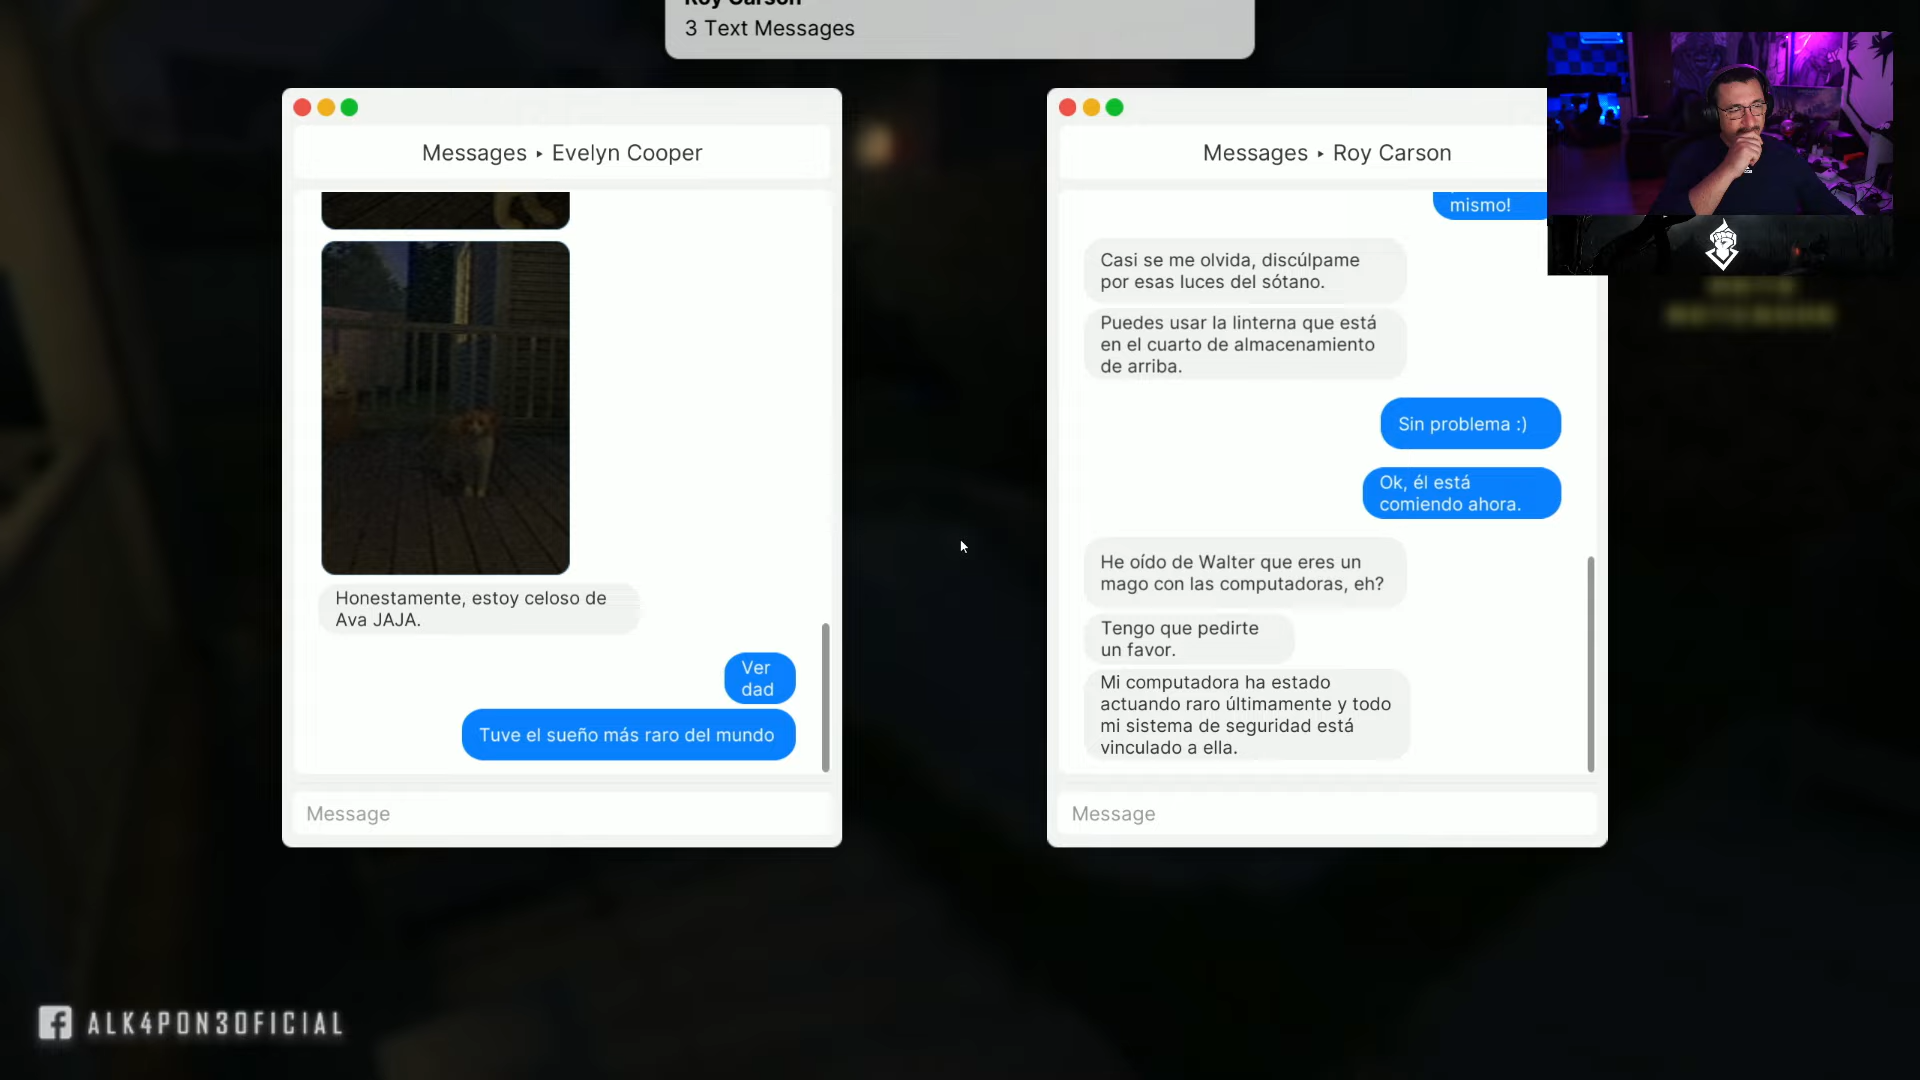 Roy Carson
3 Text Messages
Messages ▸ Evelyn Cooper
Honestamente, estoy celoso de
Ava JAJA.
Ver
dad
Tuve el sueño más raro del mundo
Message
Messages ▸ Roy Carson
mismo!
Casi se me olvida, discúlpame
por esas luces del sótano.
Puedes usar la linterna que está
en el cuarto de almacenamiento
de arriba.
Sin problema :)
Ok, él está
comiendo ahora.
He oído de Walter que eres un
mago con las computadoras, eh?
Tengo que pedirte
un favor.
Mi computadora ha estado
actuando raro últimamente y todo
mi sistema de seguridad está
vinculado a ella.
Message
ALK4PON3OFICIAL